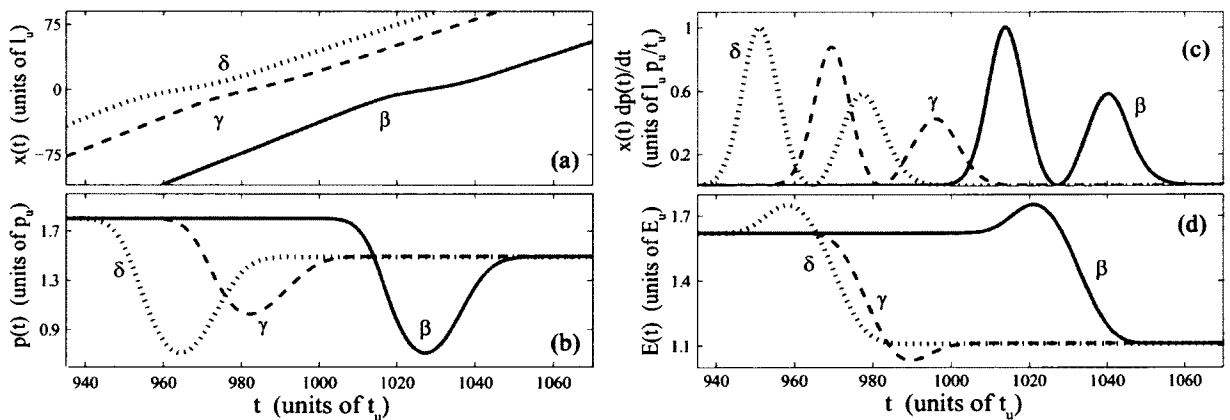 x(t) (units of l_u)
75
0
−75
δ
γ
β
(a)
p(t) (units of p_u)
1.7
1.3
0.9
δ
γ
β
(b)
940 960 980 1000 1020 1040 1060
t (units of t_u)
x(t) dp(t)/dt
(units of l_u p_u/t_u)
1
0.6
0.2
δ
γ
β
(c)
E(t) (units of E_u)
1.7
1.4
1.1
δ
γ
β
(d)
940 960 980 1000 1020 1040 1060
t (units of t_u)